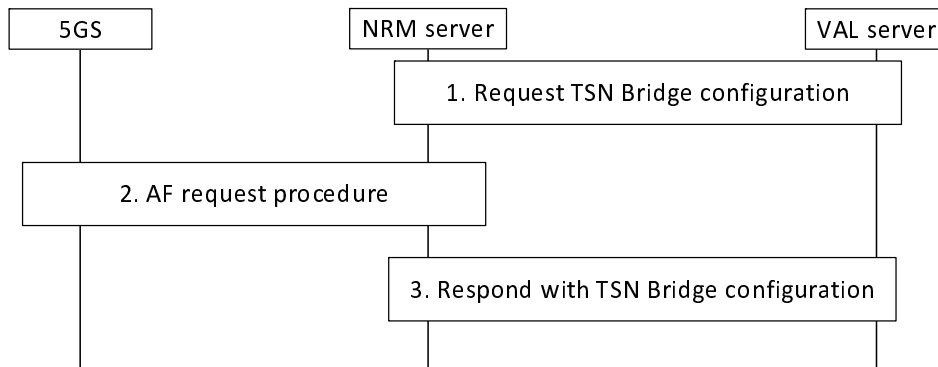 5GS
NRM server
VAL server
1. Request TSN Bridge configuration
2. AF request procedure
3. Respond with TSN Bridge configuration